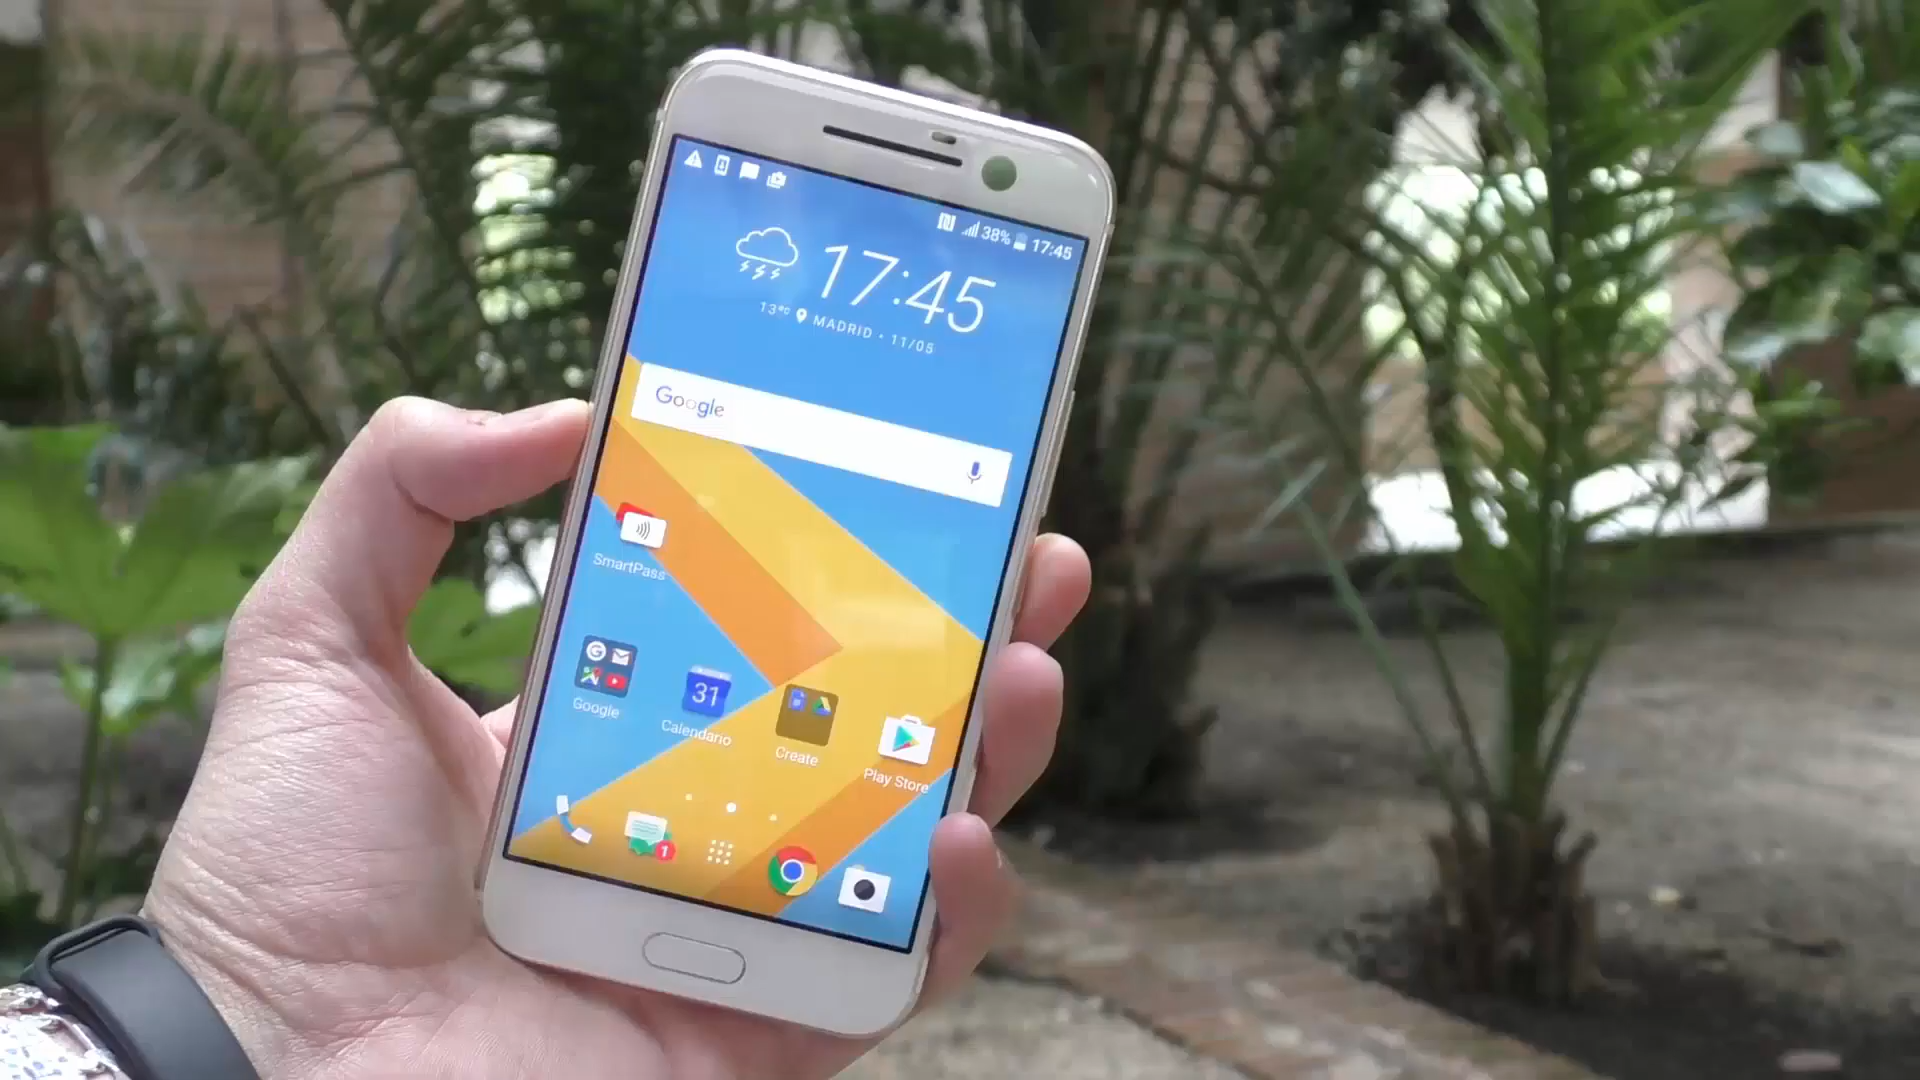 38% 17:45
17:45
13°C MADRID • 11/05
Google
SmartPass
G
31
Google
Calendario
Create
Play Store
1